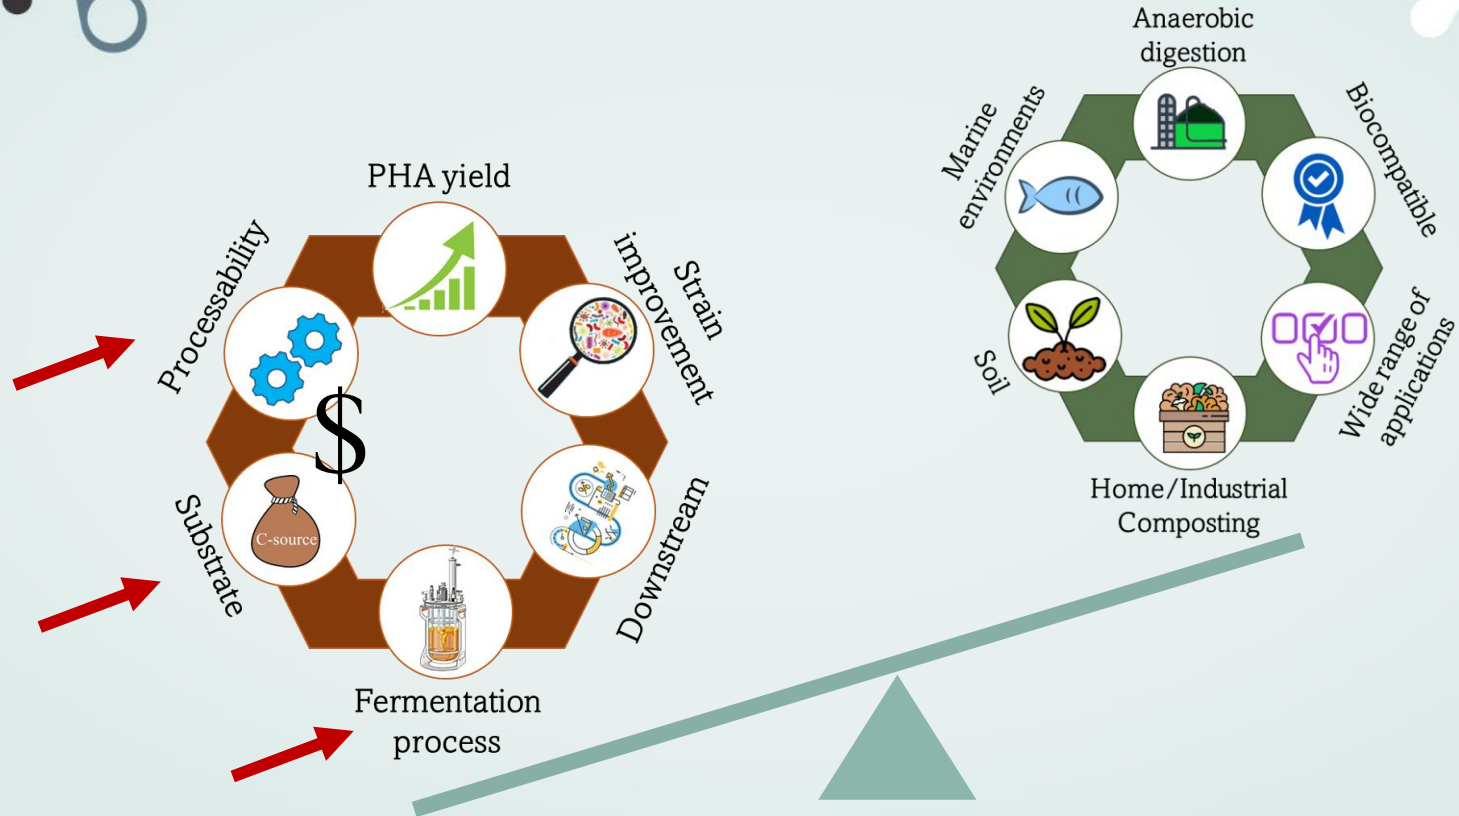 PHA yield
Processability
Strain
improvement
$
Substrate
C-source
Downstream
Fermentation
process
Anaerobic
digestion
Marine
environments
Biocompatible
Soil
Wide range of
applications
Home/Industrial
Composting